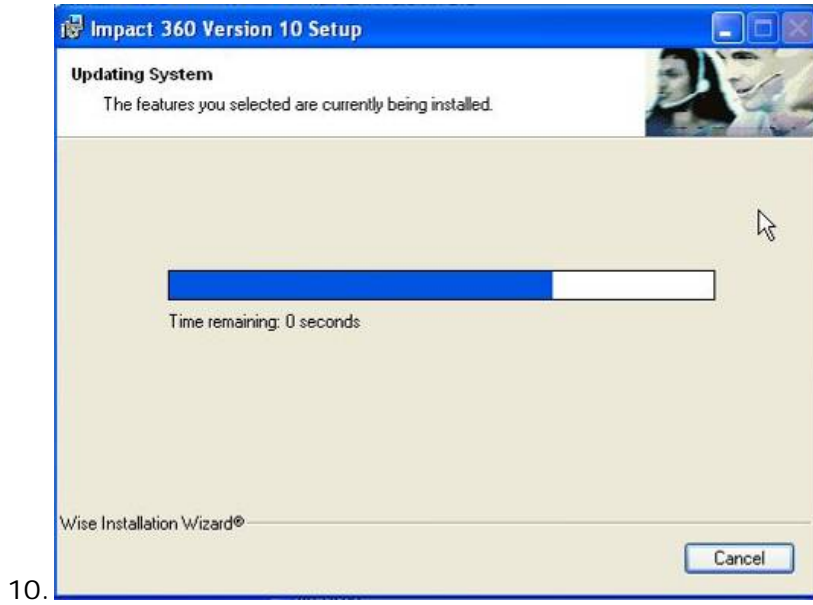 Impact 360 Version 10 Setup
Updating System
The features you selected are currently being installed.
Time remaining: 0 seconds
Wise Installation Wizard®
Cancel
10.